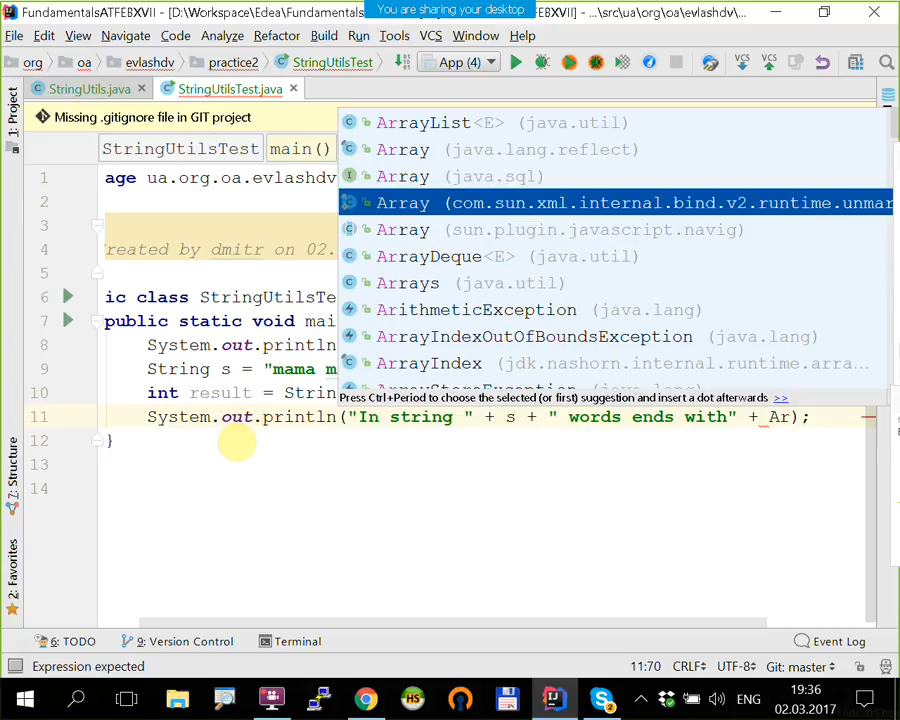 FundamentalsATFEBXVII - [D:\Workspace\Edea\Fundamentals
You are sharing your desktop
FEBXVII] - ...\src\ua\org\oa\evlashdv\...
File Edit View Navigate Code Analyze Refactor Build Run Tools VCS Window Help
org oa evlashdv practice2 StringUtilsTest App (4) VCS VCS
StringUtils.java StringUtilsTest.java
Missing .gitignore file in GIT project
StringUtilsTest main()
1: Project
7: Structure
2: Favorites
1 age ua.org.oa.evlashdv
2
3
4 reated by dmitr on 02.
5
6 ic class StringUtilsTe
7 public static void mai
8 System.out.println
9 String s = "mama m
10 int result = Strin
11 System.out.println("In string " + s + " words ends with" + Ar);
12 }
13
14
ArrayList<E> (java.util)
Array (java.lang.reflect)
Array (java.sql)
Array (com.sun.xml.internal.bind.v2.runtime.unmar
Array (sun.plugin.javascript.navig)
ArrayDeque<E> (java.util)
Arrays (java.util)
ArithmeticException (java.lang)
ArrayIndexOutOfBoundsException (java.lang)
ArrayIndex (jdk.nashorn.internal.runtime.arra...
ArrayStoreException (java.lang)
Press Ctrl+Period to choose the selected (or first) suggestion and insert a dot afterwards >>
6: TODO 9: Version Control Terminal Event Log
Expression expected 11:70 CRLF UTF-8 Git: master
HS 2 ENG 19:36
02.03.2017